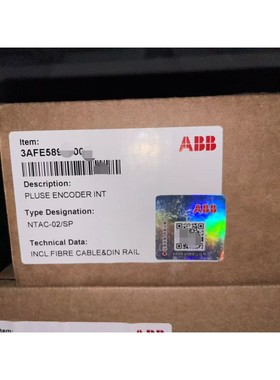 Item:
ABB
Description:
PLUSE ENCODER INT
Type Designation:
NTAC-02/SP
ABB
Technical Data:
INCL.FIBRE CABLE&DIN RAIL
ABB